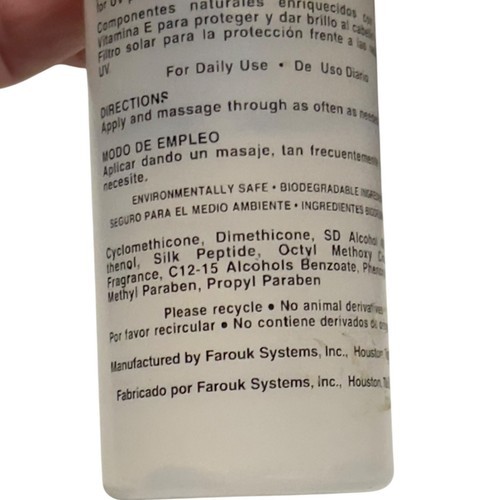 for UV
Componentes naturales enriquecidos con
Vitamina E para proteger y dar brillo al cabello
Filtro solar para la protección frente a las
UV.
For Daily Use • De Uso Diario
DIRECTIONS
Apply and massage through as often as needed
MODO DE EMPLEO
Aplicar dando un masaje, tan frecuentemente
necesite.
ENVIRONMENTALLY SAFE • BIODEGRADABLE
SEGURO PARA EL MEDIO AMBIENTE • INGREDIENTES
Cyclomethicone, Dimethicone, SD Alcohol
thenol, Silk Peptide, Octyl Methoxy
Fragrance, C12-15 Alcohols Benzoate,
Methyl Paraben, Propyl Paraben
Please recycle • No animal
Por favor recircular • No contiene derivados
Manufactured by Farouk Systems, Inc., Houston
Fabricado por Farouk Systems, Inc., Houston,